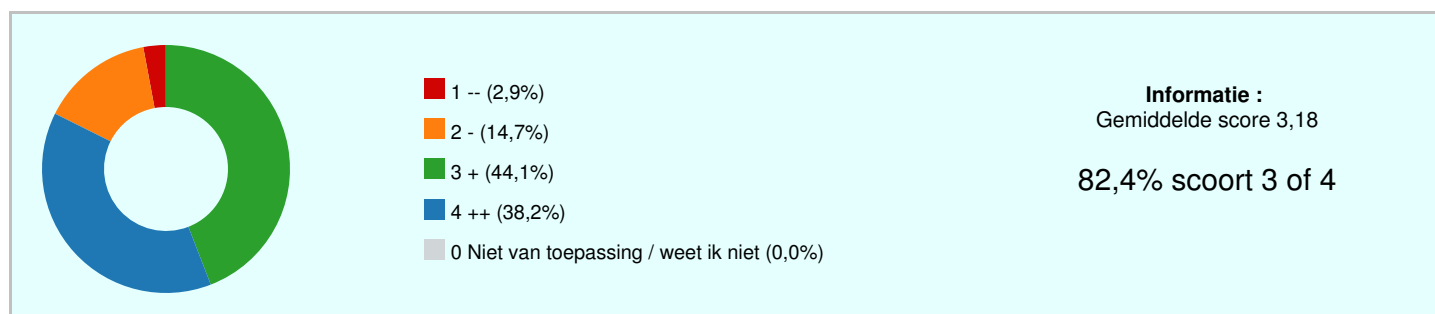 1 -- (2,9%)
2 - (14,7%)
3 + (44,1%)
4 ++ (38,2%)
0 Niet van toepassing / weet ik niet (0,0%)
Informatie :
Gemiddelde score 3,18
82,4% scoort 3 of 4